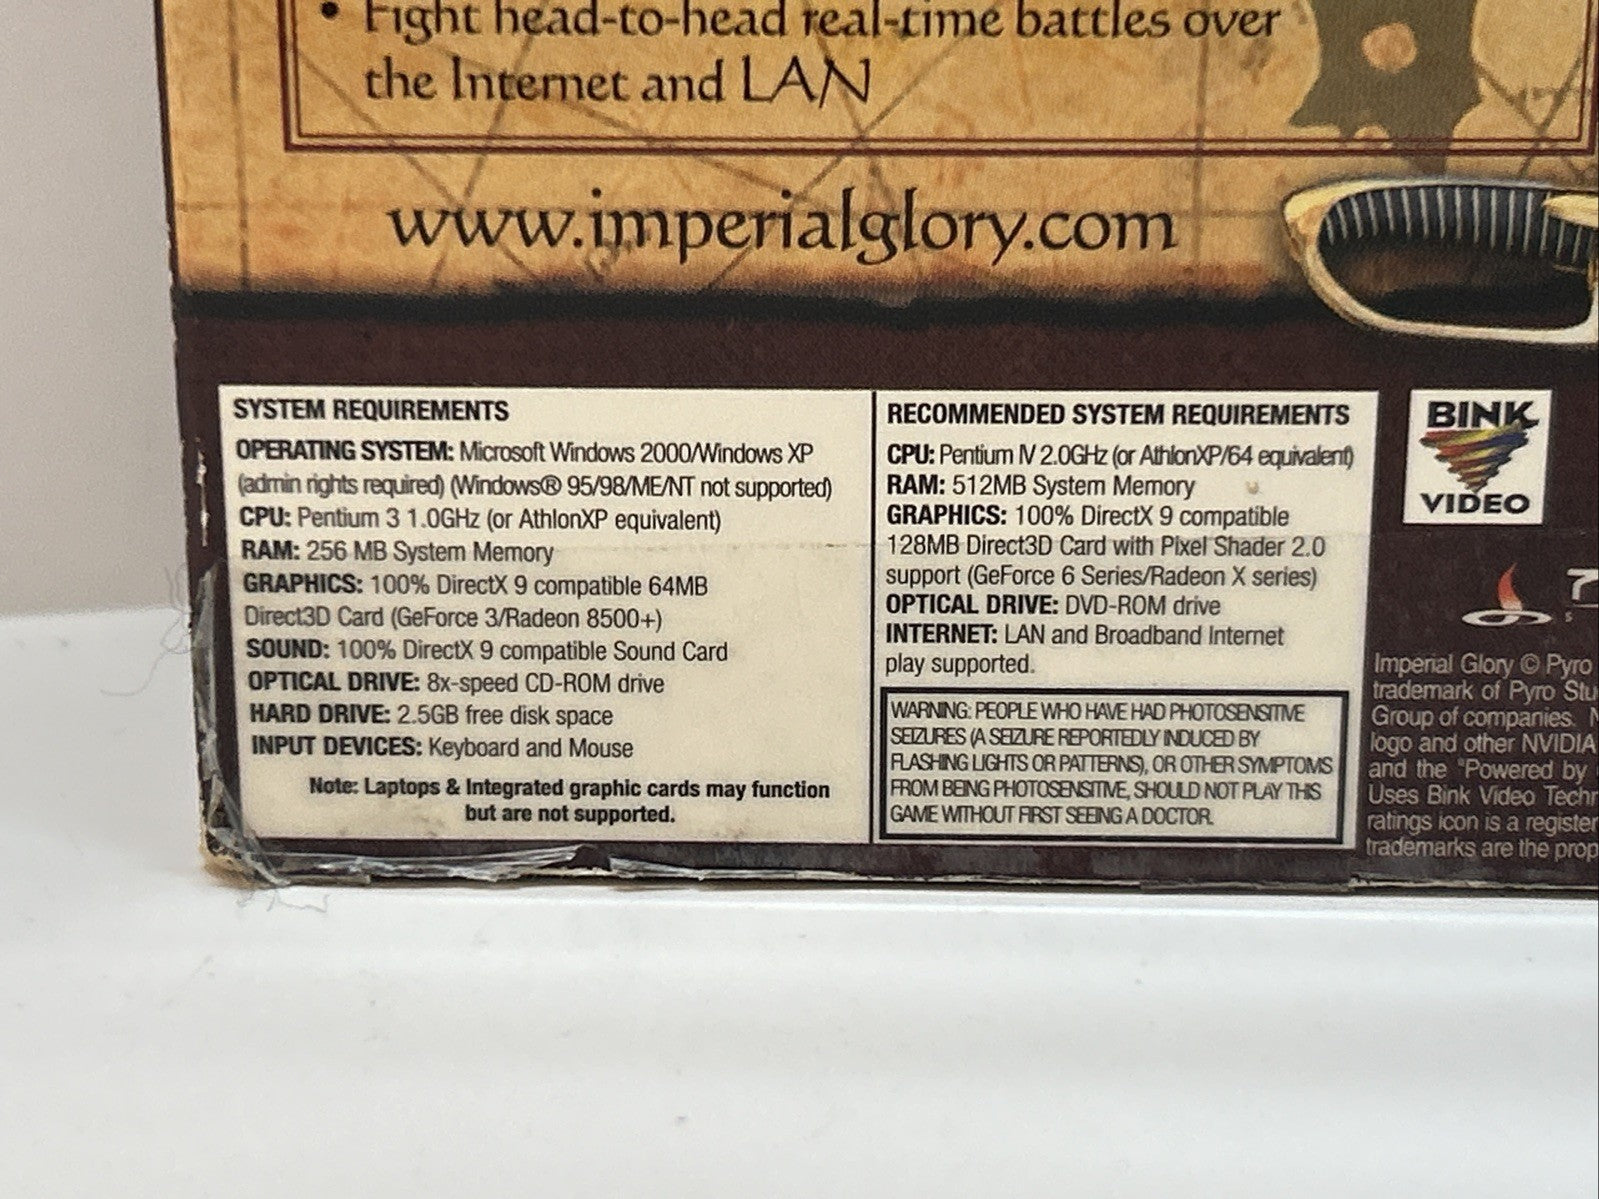 • Fight head-to-head real-time battles over
the Internet and LAN
www.imperialglory.com
SYSTEM REQUIREMENTS
OPERATING SYSTEM: Microsoft Windows 2000/Windows XP
(admin rights required) (Windows® 95/98/ME/NT not supported)
CPU: Pentium 3 1.0GHz (or AthlonXP equivalent)
RAM: 256 MB System Memory
GRAPHICS: 100% DirectX 9 compatible 64MB
Direct3D Card (GeForce 3/Radeon 8500+)
SOUND: 100% DirectX 9 compatible Sound Card
OPTICAL DRIVE: 8x-speed CD-ROM drive
HARD DRIVE: 2.5GB free disk space
INPUT DEVICES: Keyboard and Mouse
Note: Laptops & Integrated graphic cards may function
but are not supported.
RECOMMENDED SYSTEM REQUIREMENTS
CPU: Pentium IV 2.0GHz (or AthlonXP/64 equivalent)
RAM: 512MB System Memory
GRAPHICS: 100% DirectX 9 compatible
128MB Direct3D Card with Pixel Shader 2.0
support (GeForce 6 Series/Radeon X series)
OPTICAL DRIVE: DVD-ROM drive
INTERNET: LAN and Broadband Internet
play supported.
WARNING: PEOPLE WHO HAVE HAD PHOTOSENSITIVE
SEIZURES (A SEIZURE REPORTEDLY INDUCED BY
FLASHING LIGHTS OR PATTERNS), OR OTHER SYMPTOMS
FROM BEING PHOTOSENSITIVE, SHOULD NOT PLAY THIS
GAME WITHOUT FIRST SEEING A DOCTOR.
BINK
VIDEO
Imperial Glory © Pyro
trademark of Pyro Stu
Group of companies. N
logo and other NVIDIA
and the "Powered by
Uses Bink Video Techn
ratings icon is a register
trademarks are the prop